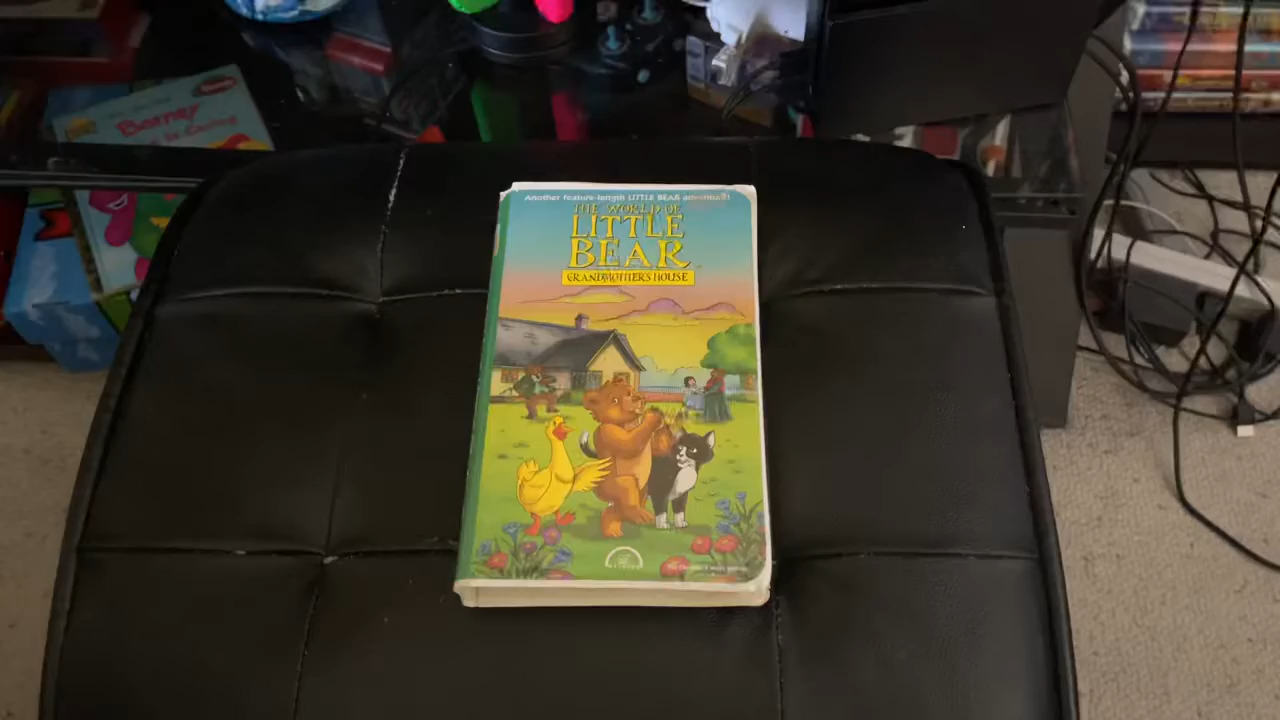 Another feature-length LITTLE BEAR adventure!
THE WORLD OF
LITTLE
BEAR
GRANDMOTHER'S HOUSE
Barney